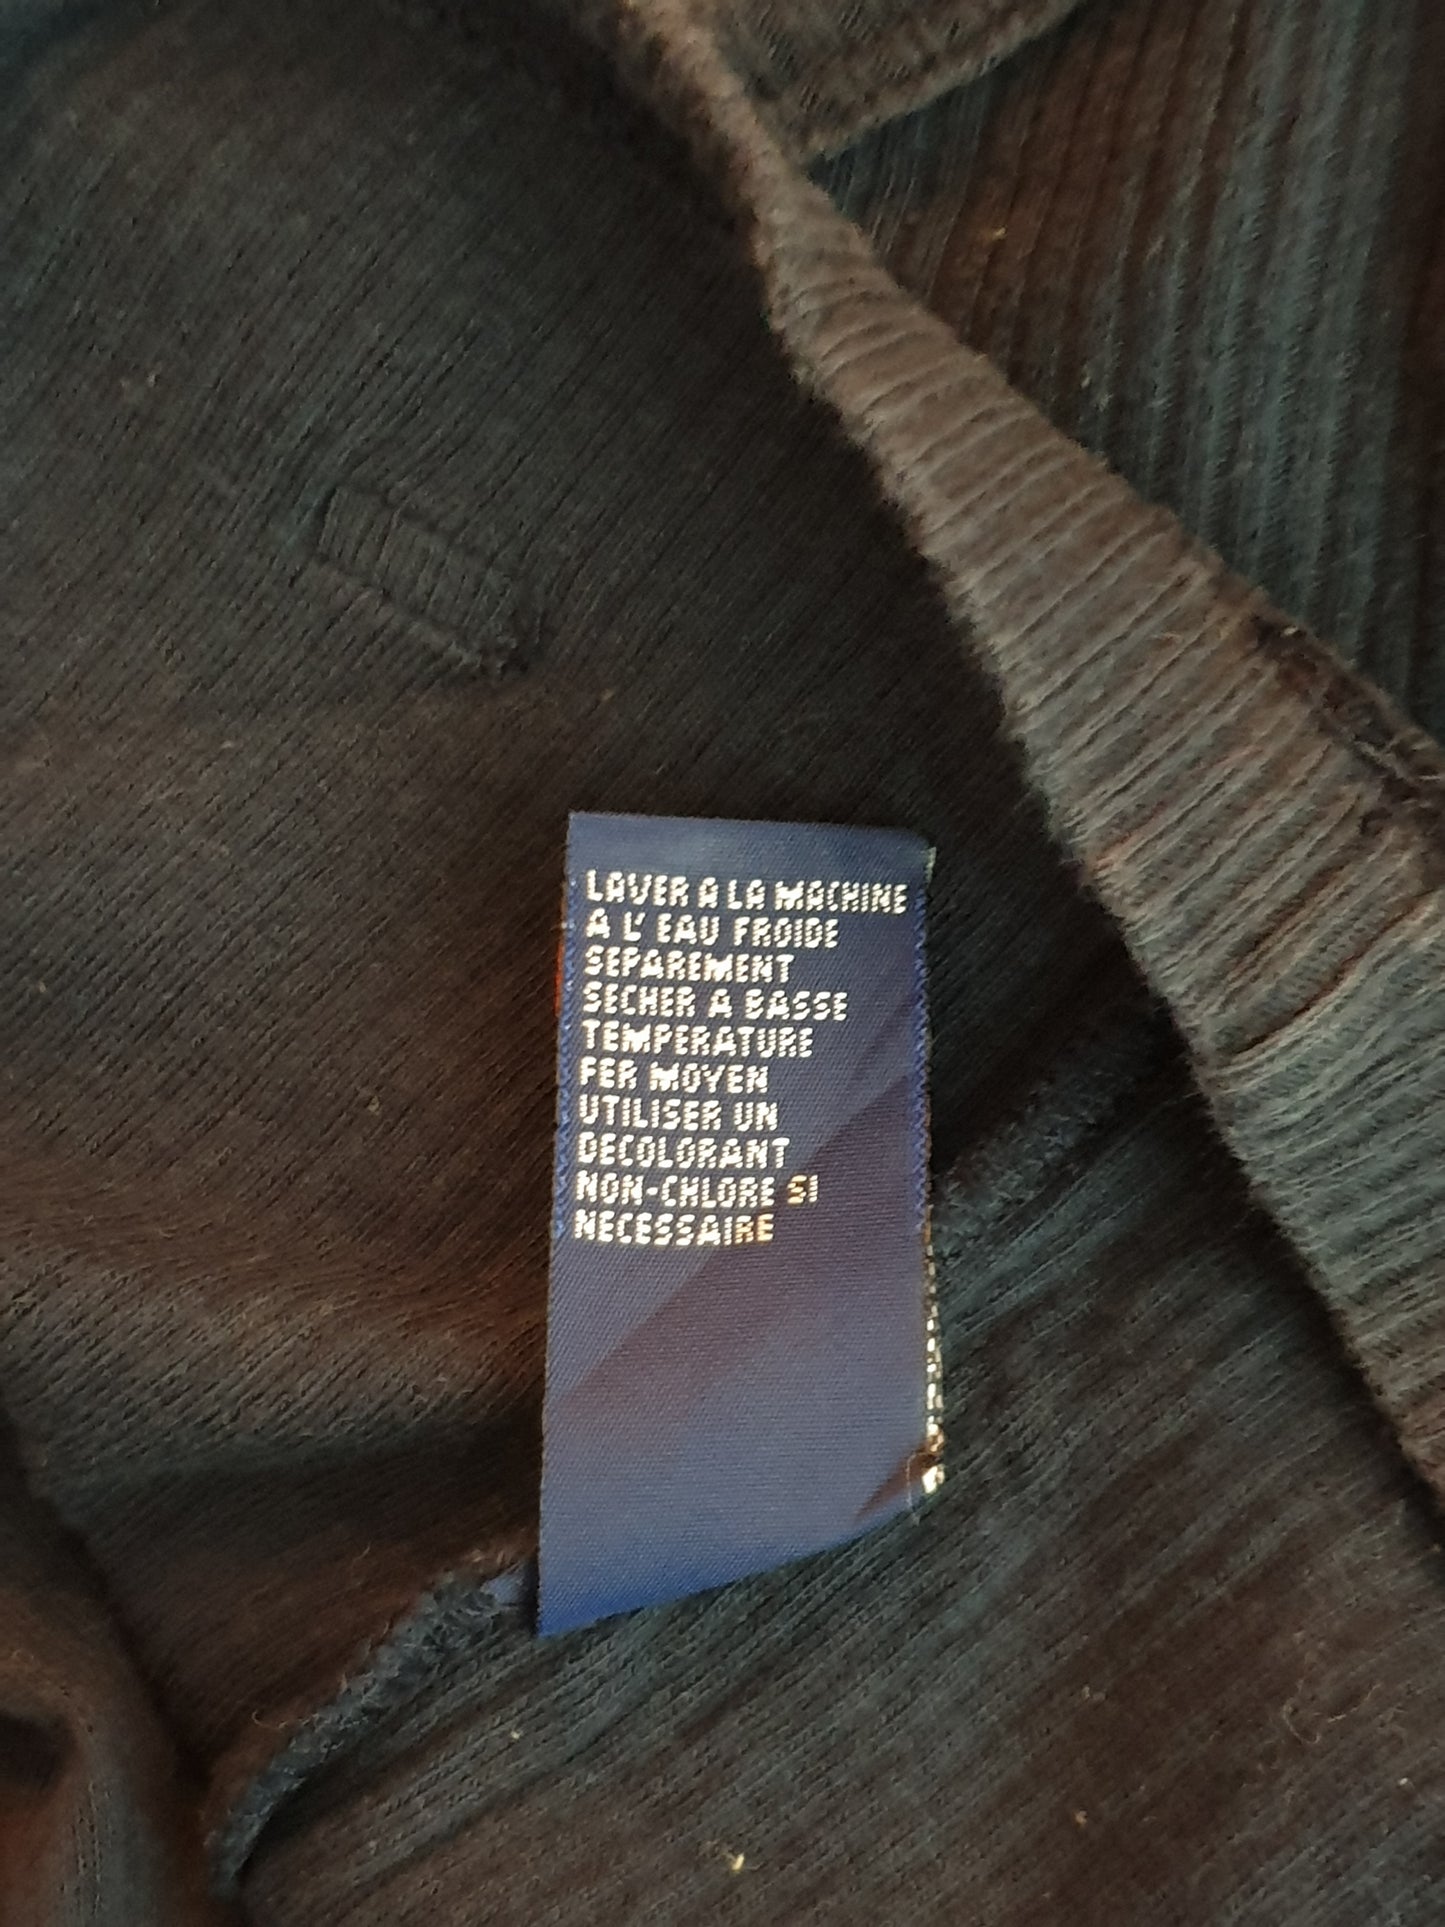 LAVER A LA MACHINE
A L' EAU FROIDE
SEPAREMENT
SECHER A BASSE
TEMPERATURE
FER MOYEN
UTILISER UN
DECOLORANT
NON-CHLORE SI
NECESSAIRE